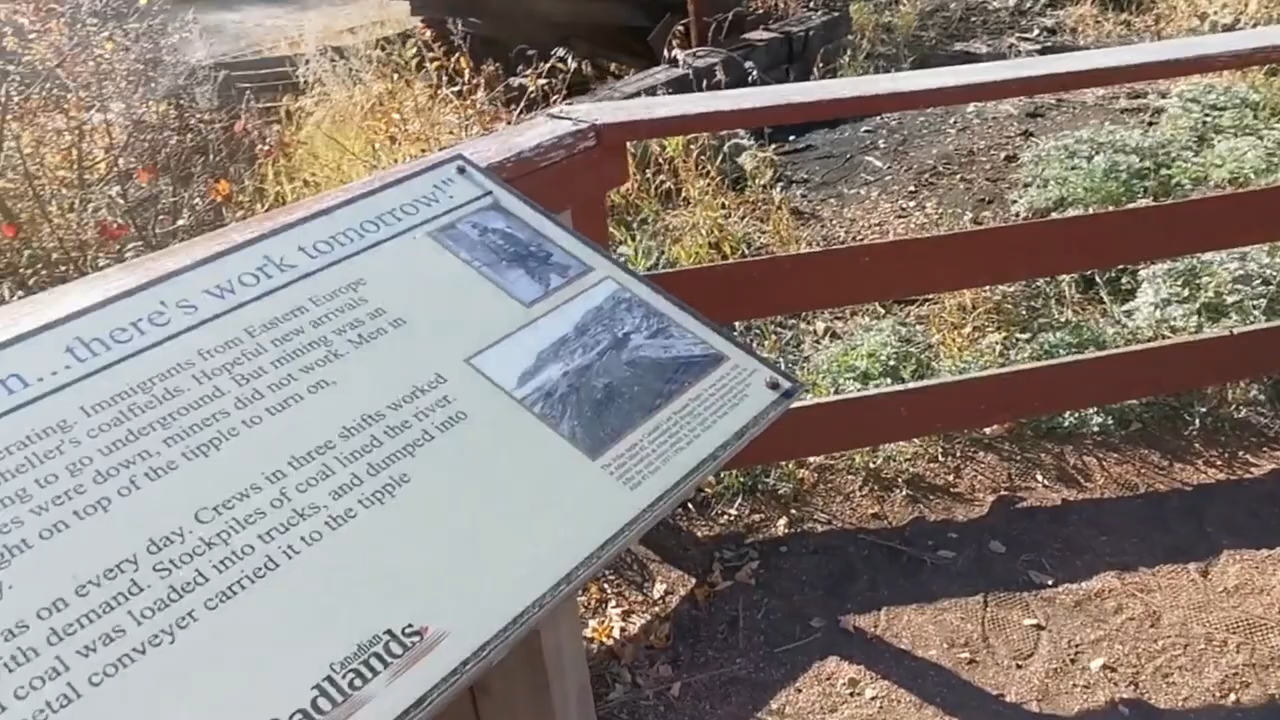 n...there's work tomorrow!"
erating. Immigrants from Eastern Europe
heller's coalfields. Hopeful new arrivals
ng to go underground. But mining was an
es were down, miners did not work. Men in
ght on top of the tipple to turn on,
y.
as on every day. Crews in three shifts worked
ith demand. Stockpiles of coal lined the river.
coal was loaded into trucks, and dumped into
etal conveyor carried it to the tipple
Canadian
adlands